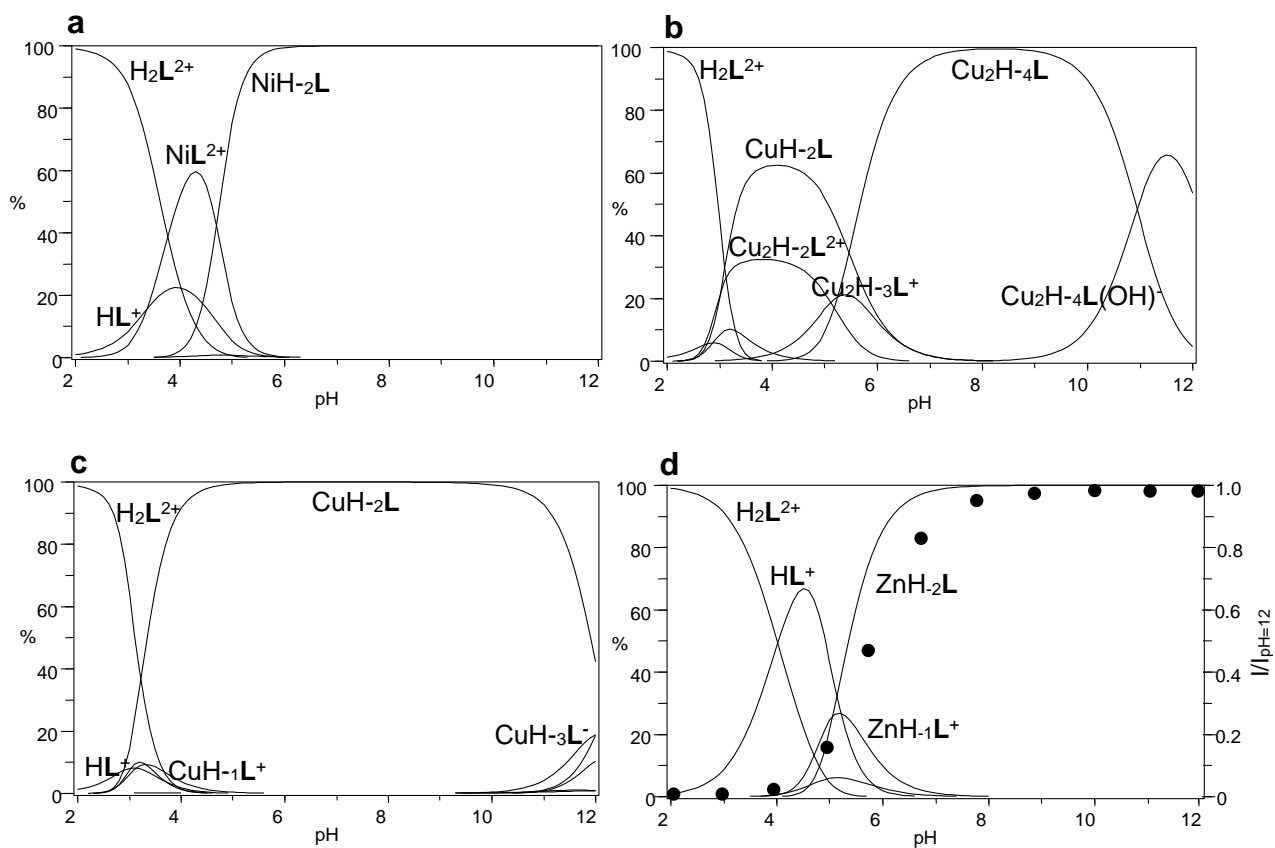 a
100
80
60
%
40
20
0
2 4 6 8 10 12
pH
H₂L²⁺
NiH-₂L
NiL²⁺
HL⁺
b
100
80
60
%
40
20
0
2 4 6 8 10 12
pH
H₂L²⁺
Cu₂H-₄L
CuH-₂L
Cu₂H-₂L²⁺
Cu₂H-₃L⁺
Cu₂H-₄L(OH)⁻
c
100
80
60
%
40
20
0
2 4 6 8 10 12
pH
H₂L²⁺
CuH-₂L
HL⁺
CuH-₁L⁺
CuH-₃L⁻
d
100
80
60
%
40
20
0
2 4 6 8 10 12
pH
1.0
0.8
0.6
0.4
0.2
0
I/I pH=12
H₂L²⁺
HL⁺
ZnH-₂L
ZnH-₁L⁺